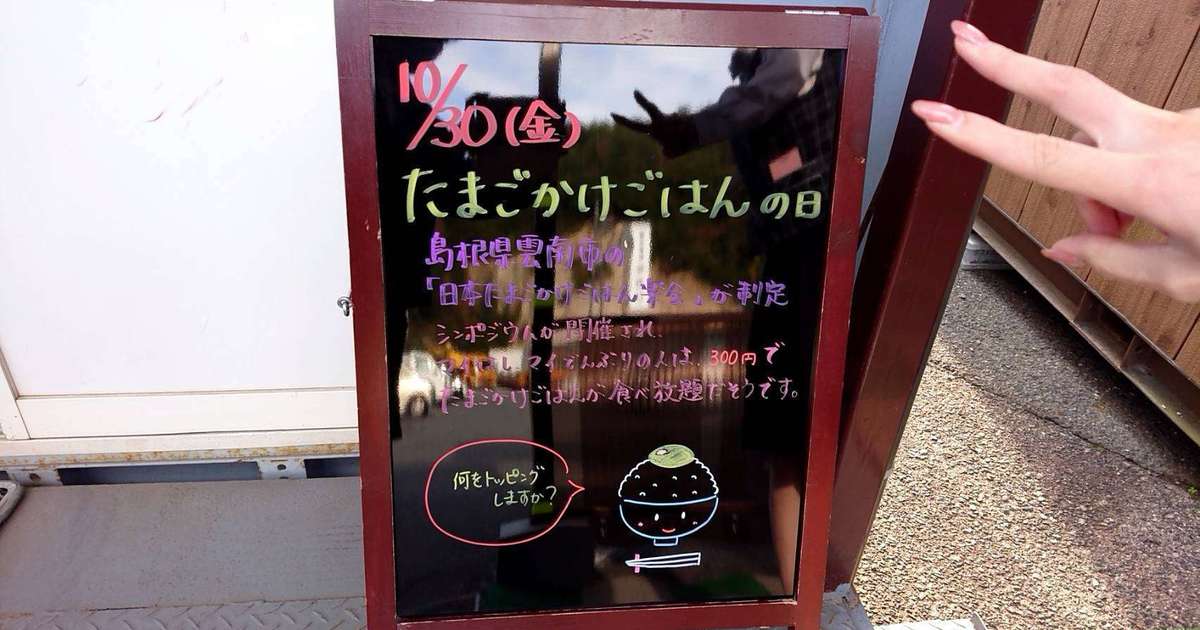 10/30(金)
たまごかけごはんの日
島根県雲南市の
「日本たまごかけごはん学会」が制定
シンポジウムが開催され、
マイはし、マイどんぶりの人は、300円で
たまごかけごはんが食べ放題だそうです。
何をトッピング
しますか？